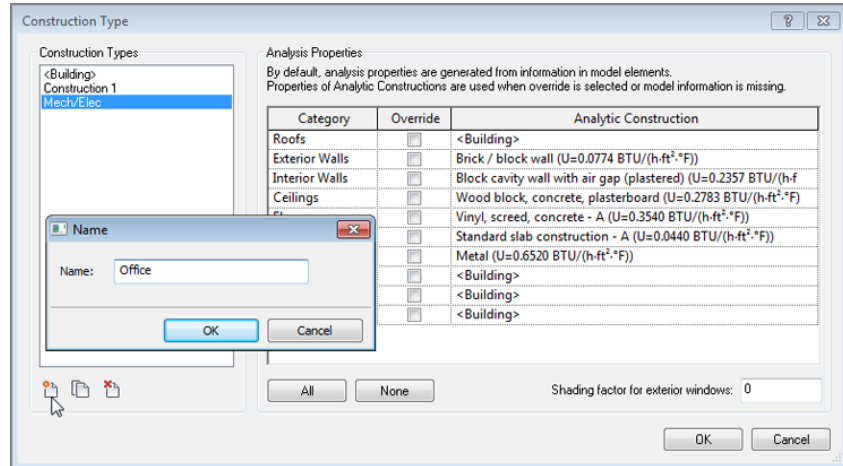 Construction Type
Construction Types
<Building>
Construction 1
Mech/Elec
Analysis Properties
By default, analysis properties are generated from information in model elements.
Properties of Analytic Constructions are used when override is selected or model information is missing.
Category Override Analytic Construction
Roofs <Building>
Exterior Walls Brick / block wall (U=0.0774 BTU/(h·ft²·°F))
Interior Walls Block cavity wall with air gap (plastered) (U=0.2357 BTU/(h·f
Ceilings Wood block, concrete, plasterboard (U=0.2783 BTU/(h·ft²·°F)
Vinyl, screed, concrete - A (U=0.3540 BTU/(h·ft²·°F))
Standard slab construction - A (U=0.0440 BTU/(h·ft²·°F))
Metal (U=0.6520 BTU/(h·ft²·°F))
<Building>
<Building>
<Building>
Name
Name: Office
OK Cancel
All None Shading factor for exterior windows: 0
OK Cancel